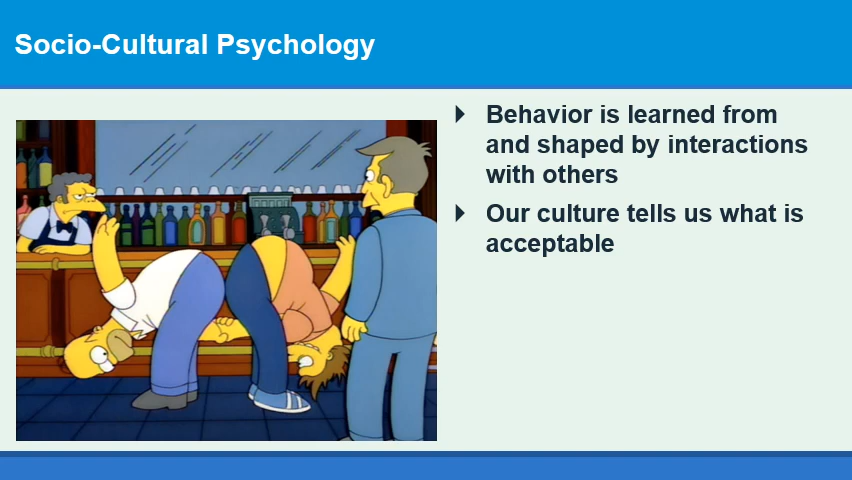 Socio-Cultural Psychology
Behavior is learned from
and shaped by interactions
with others
Our culture tells us what is
acceptable